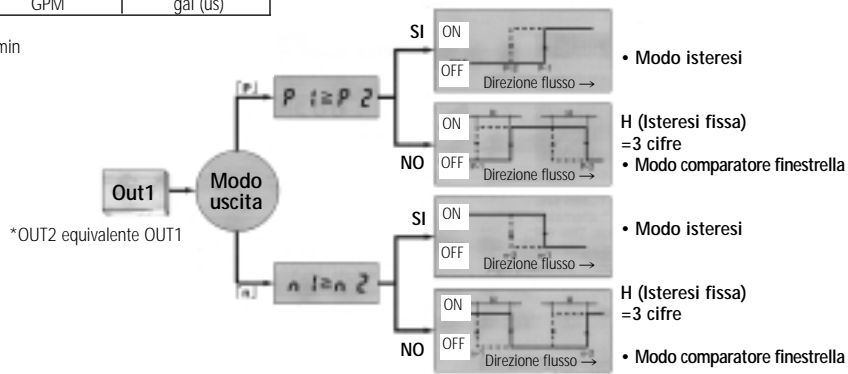 GPM gal (us)
min
Out1
Modo
uscita
*OUT2 equivalente OUT1
[P]
P 1≧P 2
SI
ON
OFF
P-2 P-1
Direzione flusso →
• Modo isteresi
NO
ON
OFF
Direzione flusso →
H (Isteresi fissa)
=3 cifre
• Modo comparatore finestrella
[n]
n 1≧n 2
SI
ON
OFF
Direzione flusso →
• Modo isteresi
NO
ON
OFF
Direzione flusso →
H (Isteresi fissa)
=3 cifre
• Modo comparatore finestrella